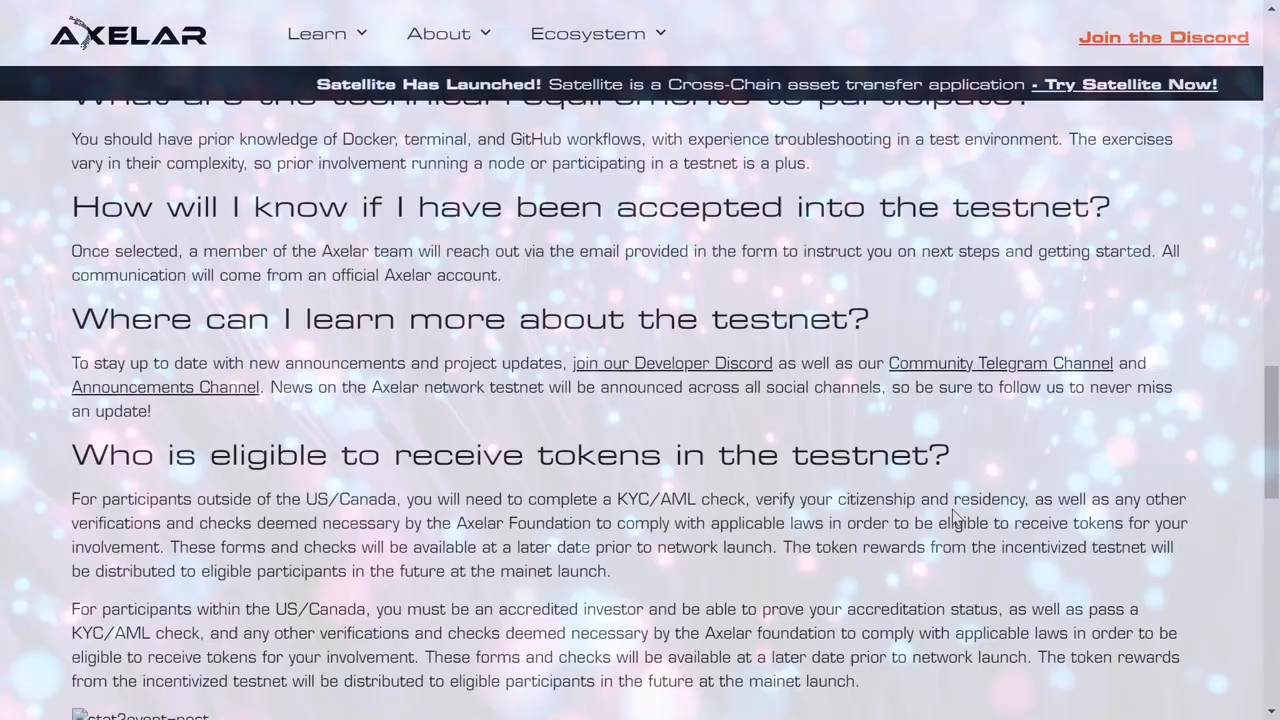 AXELAR
Learn
About
Ecosystem
Join the Discord
Satellite Has Launched! Satellite is a Cross-Chain asset transfer application - Try Satellite Now!
What are the technical requirements to participate?
You should have prior knowledge of Docker, terminal, and GitHub workflows, with experience troubleshooting in a test environment. The exercises
vary in their complexity, so prior involvement running a node or participating in a testnet is a plus.
How will I know if I have been accepted into the testnet?
Once selected, a member of the Axelar team will reach out via the email provided in the form to instruct you on next steps and getting started. All
communication will come from an official Axelar account.
Where can I learn more about the testnet?
To stay up to date with new announcements and project updates, join our Developer Discord as well as our Community Telegram Channel and
Announcements Channel. News on the Axelar network testnet will be announced across all social channels, so be sure to follow us to never miss
an update!
Who is eligible to receive tokens in the testnet?
For participants outside of the US/Canada, you will need to complete a KYC/AML check, verify your citizenship and residency, as well as any other
verifications and checks deemed necessary by the Axelar Foundation to comply with applicable laws in order to be eligible to receive tokens for your
involvement. These forms and checks will be available at a later date prior to network launch. The token rewards from the incentivized testnet will
be distributed to eligible participants in the future at the mainet launch.
For participants within the US/Canada, you must be an accredited investor and be able to prove your accreditation status, as well as pass a
KYC/AML check, and any other verifications and checks deemed necessary by the Axelar foundation to comply with applicable laws in order to be
eligible to receive tokens for your involvement. These forms and checks will be available at a later date prior to network launch. The token rewards
from the incentivized testnet will be distributed to eligible participants in the future at the mainet launch.
stat?event=post